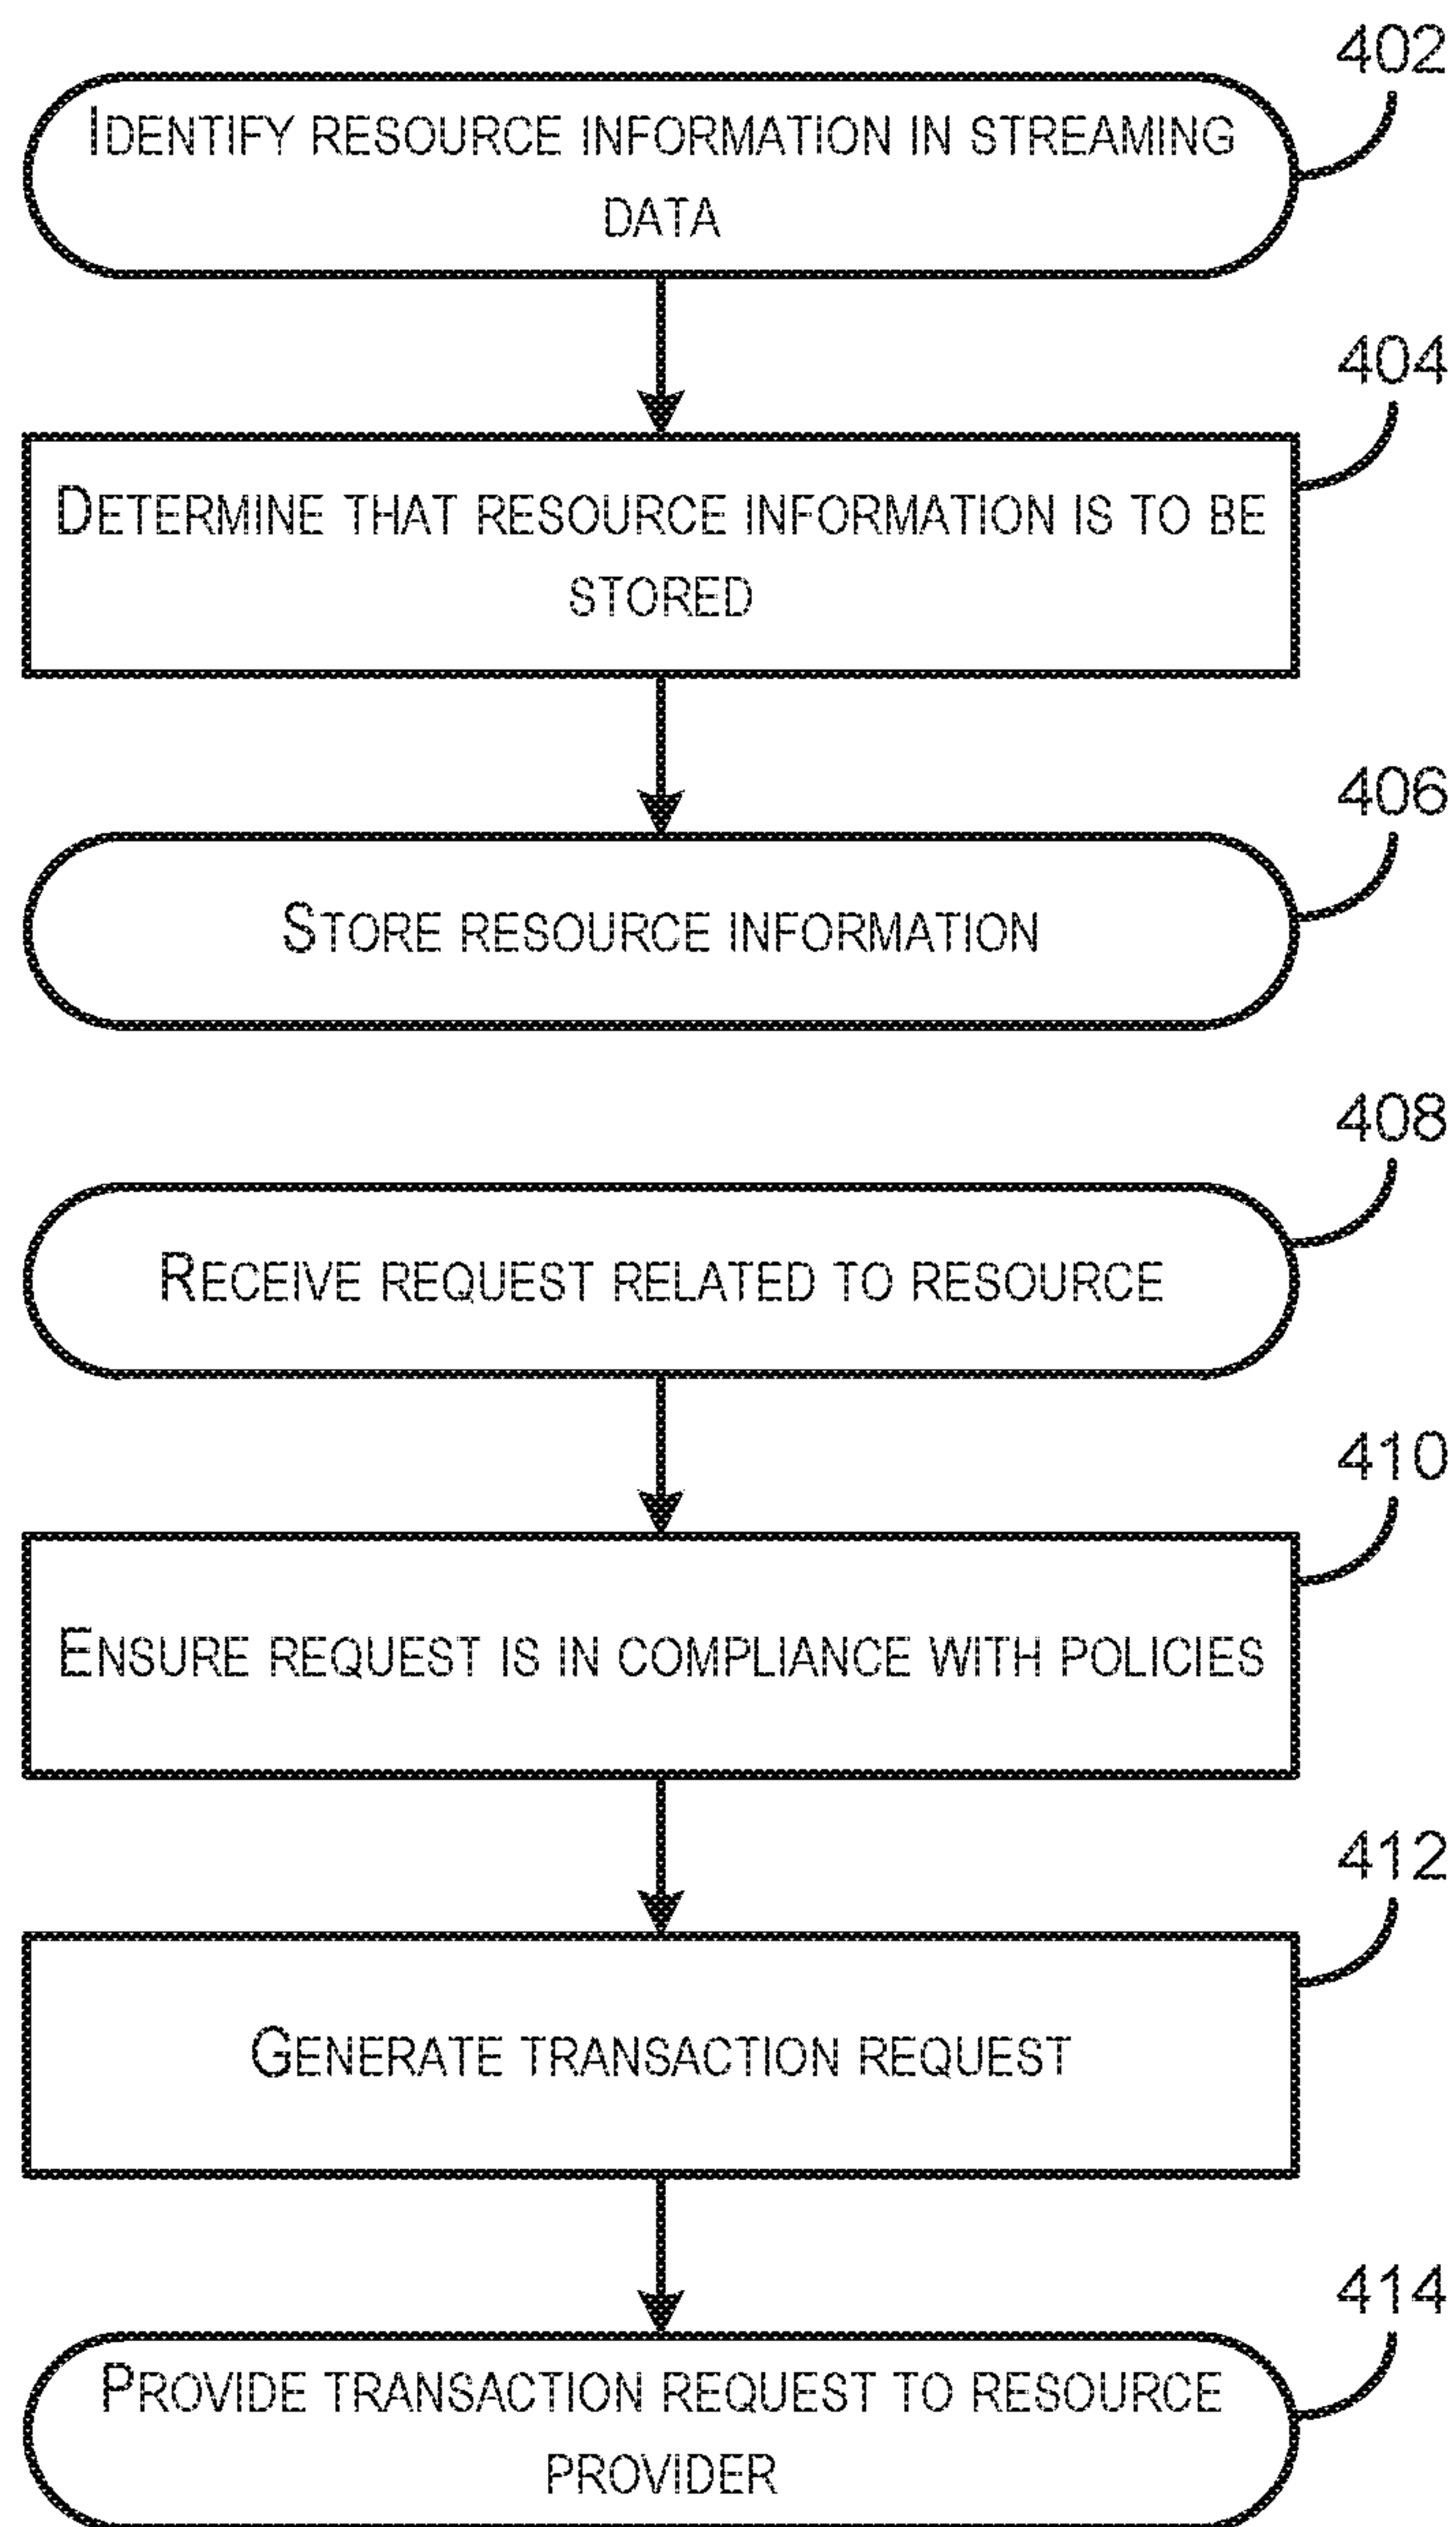 402
IDENTIFY RESOURCE INFORMATION IN STREAMING
DATA
404
DETERMINE THAT RESOURCE INFORMATION IS TO BE
STORED
406
STORE RESOURCE INFORMATION
408
RECEIVE REQUEST RELATED TO RESOURCE
410
ENSURE REQUEST IS IN COMPLIANCE WITH POLICIES
412
GENERATE TRANSACTION REQUEST
414
PROVIDE TRANSACTION REQUEST TO RESOURCE
PROVIDER